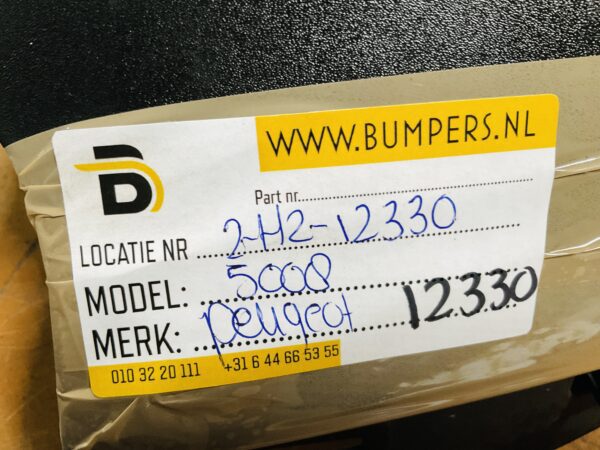 WWW.BUMPERS.NL
Part nr.
LOCATIE NR 2-H2-12330
MODEL: 5008
MERK: peugeot 12330
010 32 20 111 +31 6 44 66 53 55